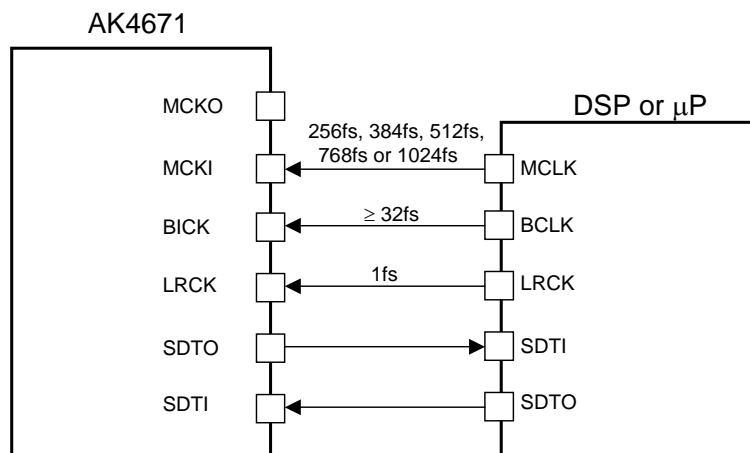 AK4671
DSP or μP
MCKO
256fs, 384fs, 512fs,
768fs or 1024fs
MCKI
MCLK
BICK
≥ 32fs
BCLK
LRCK
1fs
LRCK
SDTO
SDTI
SDTI
SDTO